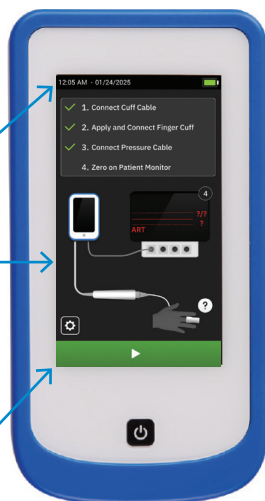 12:05 AM - 01/24/2025
1. Connect Cuff Cable
2. Apply and Connect Finger Cuff
3. Connect Pressure Cable
4. Zero on Patient Monitor
4
?/?
?
ART
?